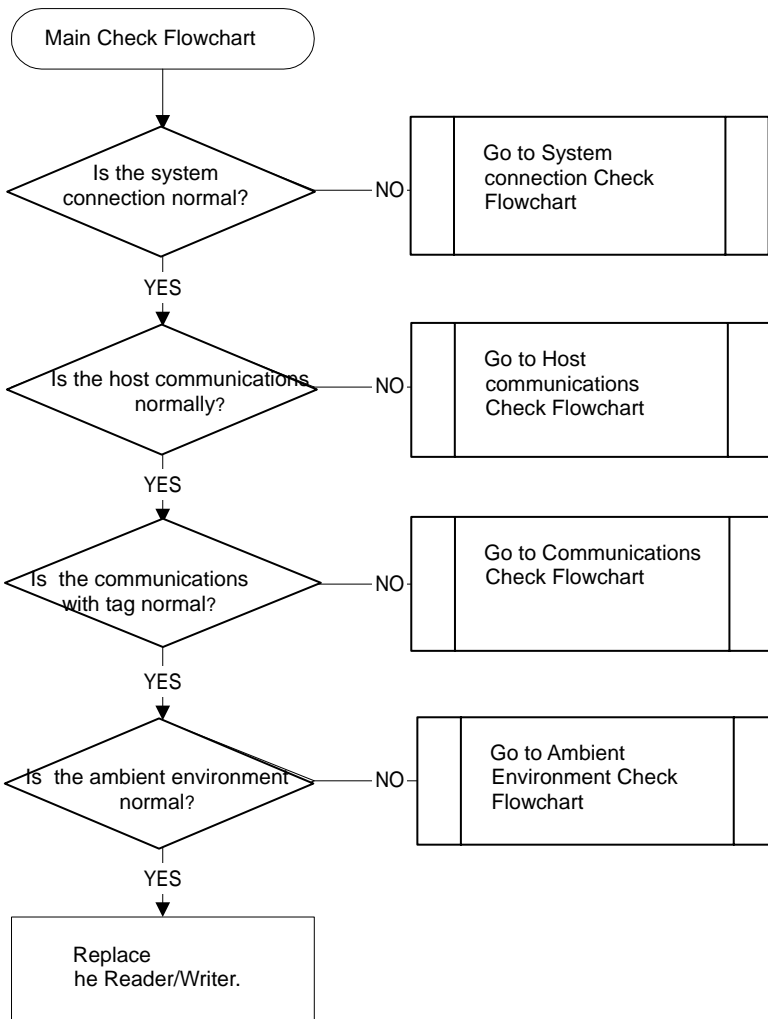 Main Check Flowchart
Is the system
connection normal?
NO
Go to System
connection Check
Flowchart
YES
Is the host communications
normally?
NO
Go to Host
communications
Check Flowchart
YES
Is the communications
with tag normal?
NO
Go to Communications
Check Flowchart
YES
Is the ambient environment
normal?
NO
Go to Ambient
Environment Check
Flowchart
YES
Replace
he Reader/Writer.